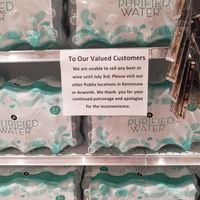 PURIFIED
WATER
To Our Valued Customers
We are unable to sell any beer or
wine until July 3rd. Please visit our
other Publix locations in Kennesaw
or Acworth. We thank you for your
continued patronage and apologize
for the inconvenience.
PURIFIED
WATER
PURIFIED
WATER